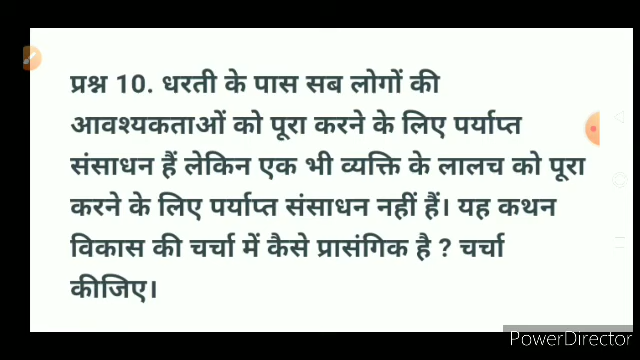 प्रश्न 10. धरती के पास सब लोगों की
आवश्यकताओं को पूरा करने के लिए पर्याप्त
संसाधन हैं लेकिन एक भी व्यक्ति के लालच को पूरा
करने के लिए पर्याप्त संसाधन नहीं हैं। यह कथन
विकास की चर्चा में कैसे प्रासंगिक है ? चर्चा
कीजिए।
PowerDirector